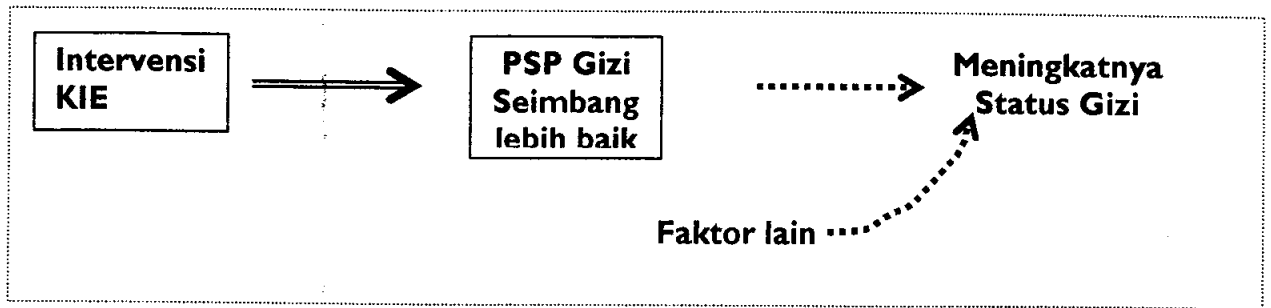 Intervensi
KIE
PSP Gizi
Seimbang
lebih baik
Meningkatnya
Status Gizi
Faktor lain